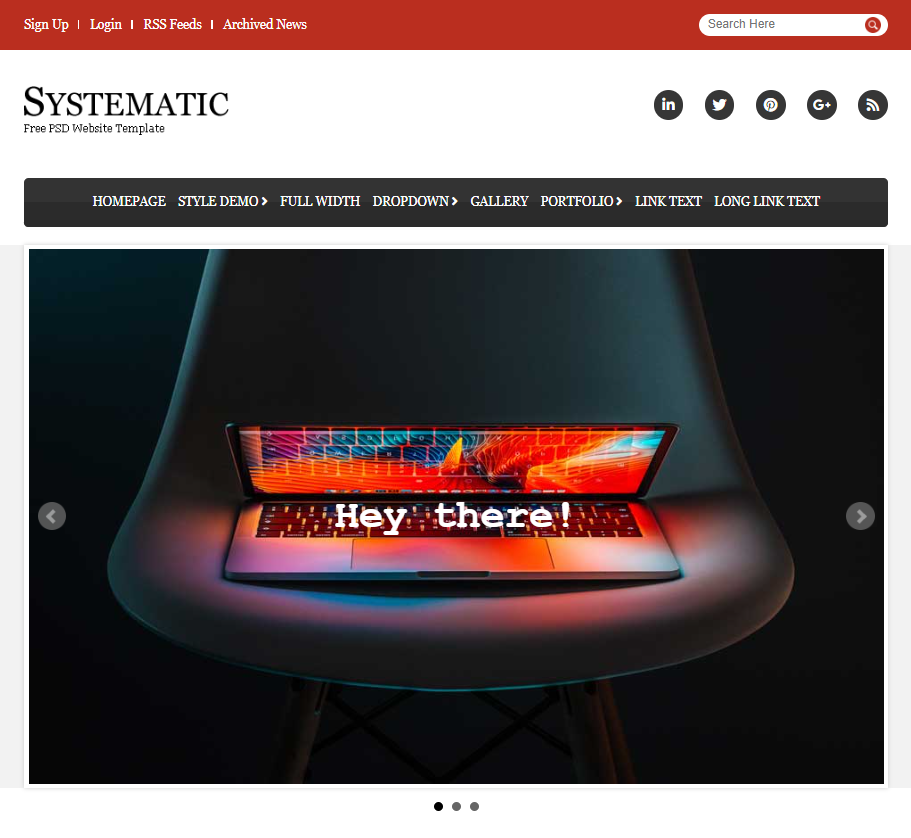 Sign Up | Login | RSS Feeds | Archived News
Search Here
SYSTEMATIC
Free PSD Website Template
HOMEPAGE STYLE DEMO FULL WIDTH DROPDOWN GALLERY PORTFOLIO LINK TEXT LONG LINK TEXT
Hey there!